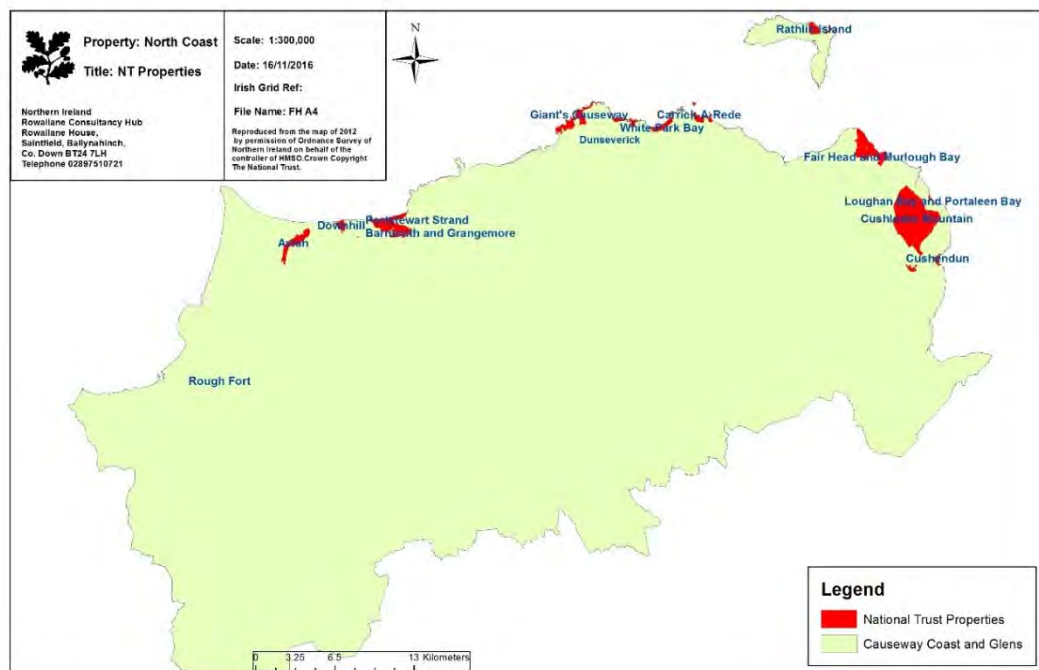 Property: North Coast
Title: NT Properties
Northern Ireland
Rowallane Consultancy Hub
Rowallane House,
Saintfield, Ballynahinch,
Co. Down BT24 7LH
Telephone 02897510721
Scale: 1:300,000
Date: 16/11/2016
Irish Grid Ref:
File Name: FH A4
Reproduced from the map of 2012
by permission of Ordnance Survey of
Northern Ireland on behalf of the
controller of HMSO.Crown Copyright
The National Trust.
N
Rathlin Island
Giant's Causeway
Carrick-A-Rede
White Park Bay
Dunseverick
Fair Head and Murlough Bay
Loughan Bay and Portaleen Bay
Cushleake Mountain
Cushendun
Portstewart Strand
Downhill
Barmouth and Grangemore
Avish
Rough Fort
Legend
National Trust Properties
Causeway Coast and Glens
0 3.25 6.5 13 Kilometers